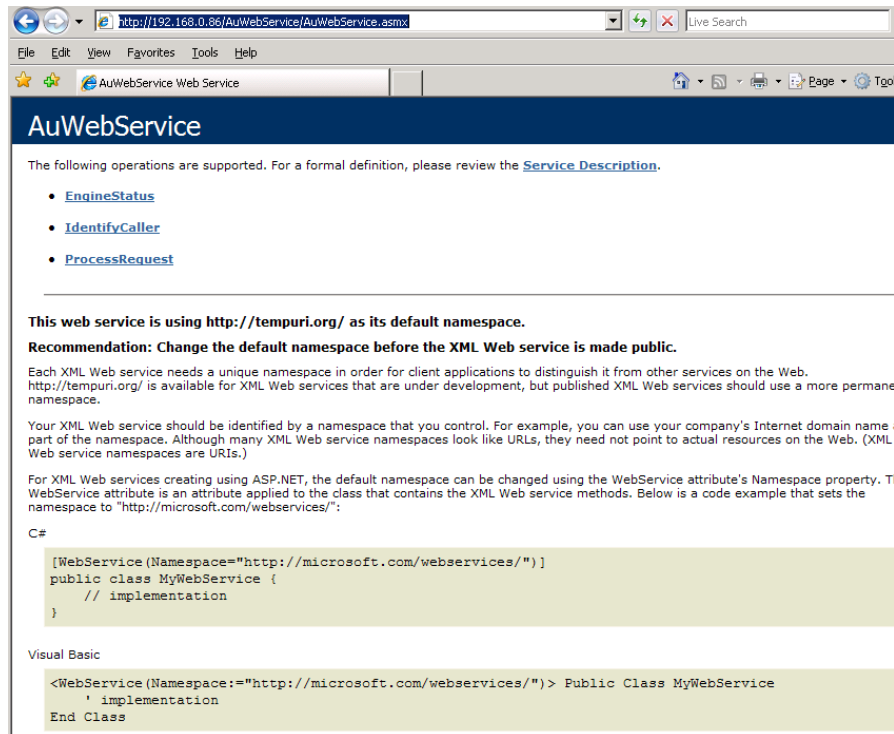 http://192.168.0.86/AuWebService/AuWebService.asmx
Live Search
File Edit View Favorites Tools Help
AuWebService Web Service
Page
AuWebService
The following operations are supported. For a formal definition, please review the Service Description.
• EngineStatus
• IdentifyCaller
• ProcessRequest
This web service is using http://tempuri.org/ as its default namespace.
Recommendation: Change the default namespace before the XML Web service is made public.
Each XML Web service needs a unique namespace in order for client applications to distinguish it from other services on the Web.
http://tempuri.org/ is available for XML Web services that are under development, but published XML Web services should use a more
namespace.
Your XML Web service should be identified by a namespace that you control. For example, you can use your company's Internet domain name
part of the namespace. Although many XML Web service namespaces look like URLs, they need not point to actual resources on the Web. (XML
Web service namespaces are URIs.)
For XML Web services creating using ASP.NET, the default namespace can be changed using the WebService attribute's Namespace property.
WebService attribute is an attribute applied to the class that contains the XML Web service methods. Below is a code example that sets the
namespace to "http://microsoft.com/webservices/":
C#
[WebService(Namespace="http://microsoft.com/webservices/")]
public class MyWebService {
// implementation
}
Visual Basic
<WebService(Namespace:="http://microsoft.com/webservices/")> Public Class MyWebService
' implementation
End Class